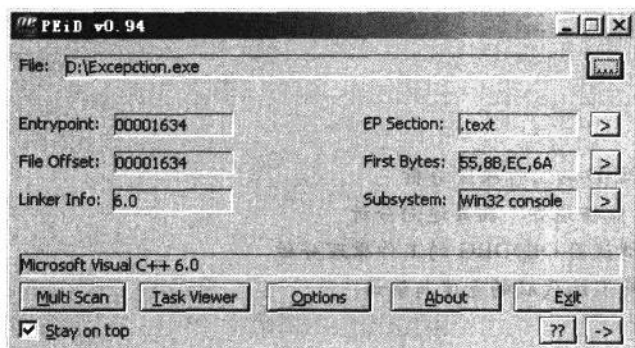 PEiD v0.94
File: D:\Excepction.exe ....
Entrypoint: 00001634 EP Section: .text >
File Offset: 00001634 First Bytes: 55,8B,EC,6A >
Linker Info: 6.0 Subsystem: Win32 console >
Microsoft Visual C++ 6.0
Multi Scan Task Viewer Options About Exit
Stay on top ?? ->